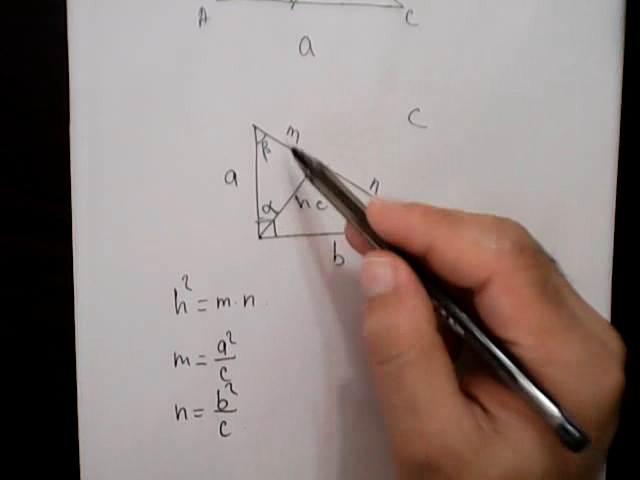 A C
a
C
m
β
a n
α hc
b
h² = m·n
m = a²/c
n = b²/c